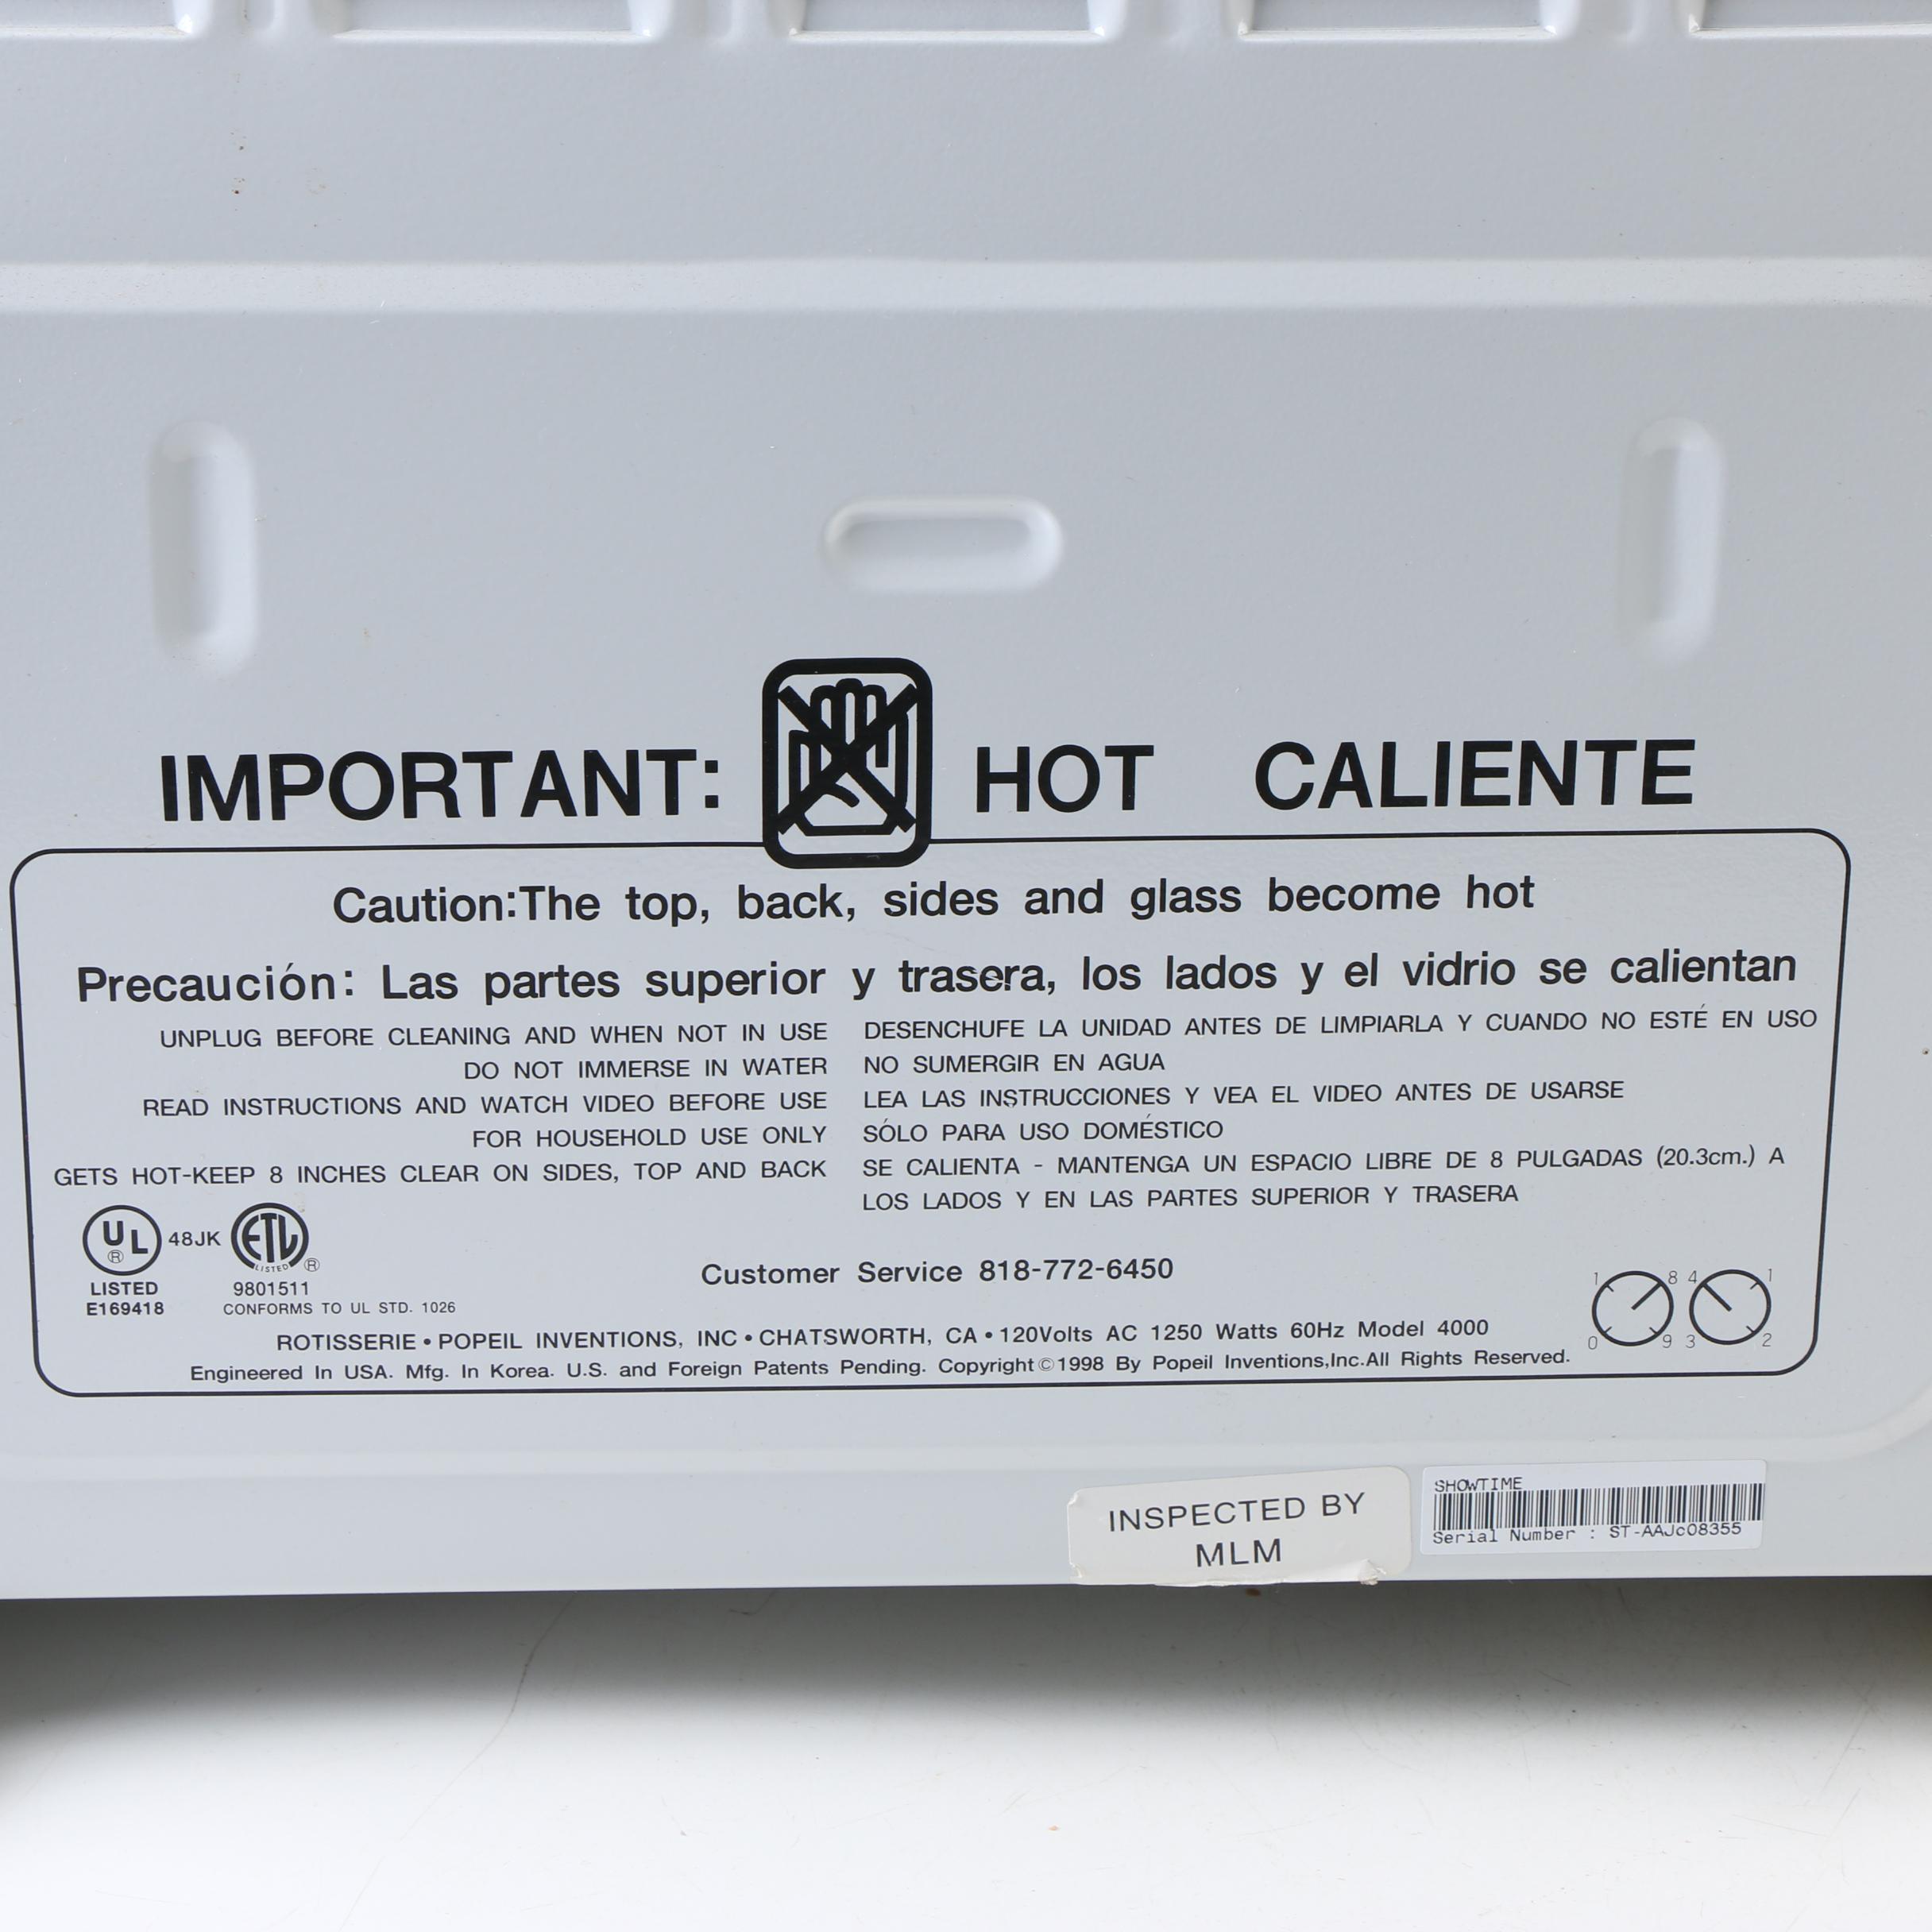 IMPORTANT: HOT CALIENTE
Caution:The top, back, sides and glass become hot
Precaución: Las partes superior y trasera, los lados y el vidrio se calientan
UNPLUG BEFORE CLEANING AND WHEN NOT IN USE
DO NOT IMMERSE IN WATER
READ INSTRUCTIONS AND WATCH VIDEO BEFORE USE
FOR HOUSEHOLD USE ONLY
GETS HOT-KEEP 8 INCHES CLEAR ON SIDES, TOP AND BACK
DESENCHUFE LA UNIDAD ANTES DE LIMPIARLA Y CUANDO NO ESTÉ EN USO
NO SUMERGIR EN AGUA
LEA LAS INSTRUCCIONES Y VEA EL VIDEO ANTES DE USARSE
SÓLO PARA USO DOMÉSTICO
SE CALIENTA - MANTENGA UN ESPACIO LIBRE DE 8 PULGADAS (20.3cm.) A
LOS LADOS Y EN LAS PARTES SUPERIOR Y TRASERA
UL ®
LISTED
E169418
48JK
ETL LISTED ®
9801511
CONFORMS TO UL STD. 1026
Customer Service 818-772-6450
1 8 4 1
0 9 3 2
ROTISSERIE • POPEIL INVENTIONS, INC • CHATSWORTH, CA • 120Volts AC 1250 Watts 60Hz Model 4000
Engineered In USA. Mfg. In Korea. U.S. and Foreign Patents Pending. Copyright©1998 By Popeil Inventions,Inc.All Rights Reserved.
INSPECTED BY
MLM
SHOWTIME
Serial Number : ST-AAJc08355